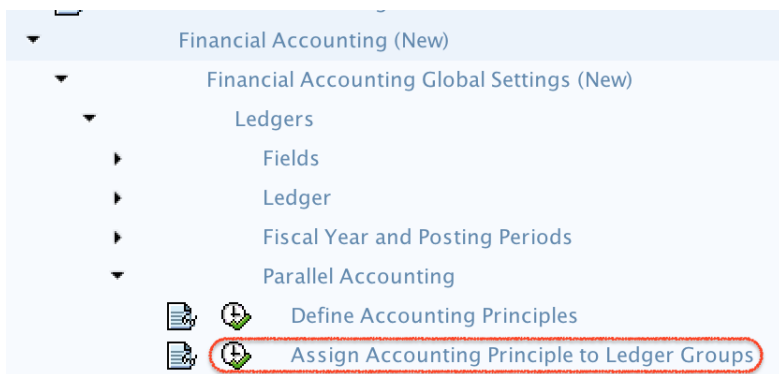 Financial Accounting (New)
Financial Accounting Global Settings (New)
Ledgers
Fields
Ledger
Fiscal Year and Posting Periods
Parallel Accounting
Define Accounting Principles
Assign Accounting Principle to Ledger Groups